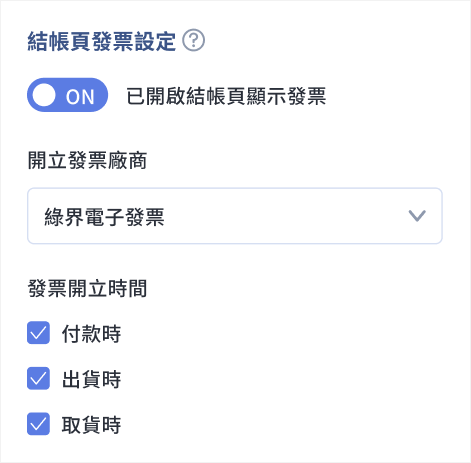 結帳頁發票設定 ?
ON 已開啟結帳頁顯示發票
開立發票廠商
綠界電子發票
發票開立時間
付款時
出貨時
取貨時